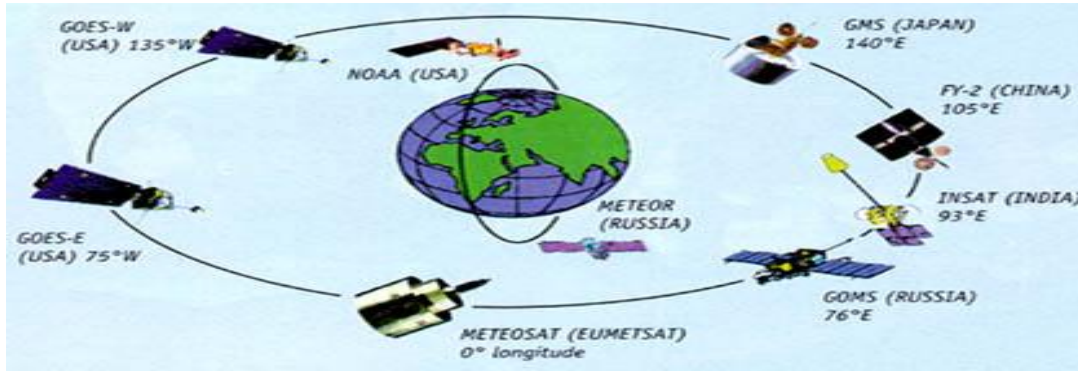 GOES-W
(USA) 135°W
NOAA (USA)
GMS (JAPAN)
140°E
FY-2 (CHINA)
105°E
INSAT (INDIA)
93°E
METEOR
(RUSSIA)
GOES-E
(USA) 75°W
GOMS (RUSSIA)
76°E
METEOSAT (EUMETSAT)
0° longitude